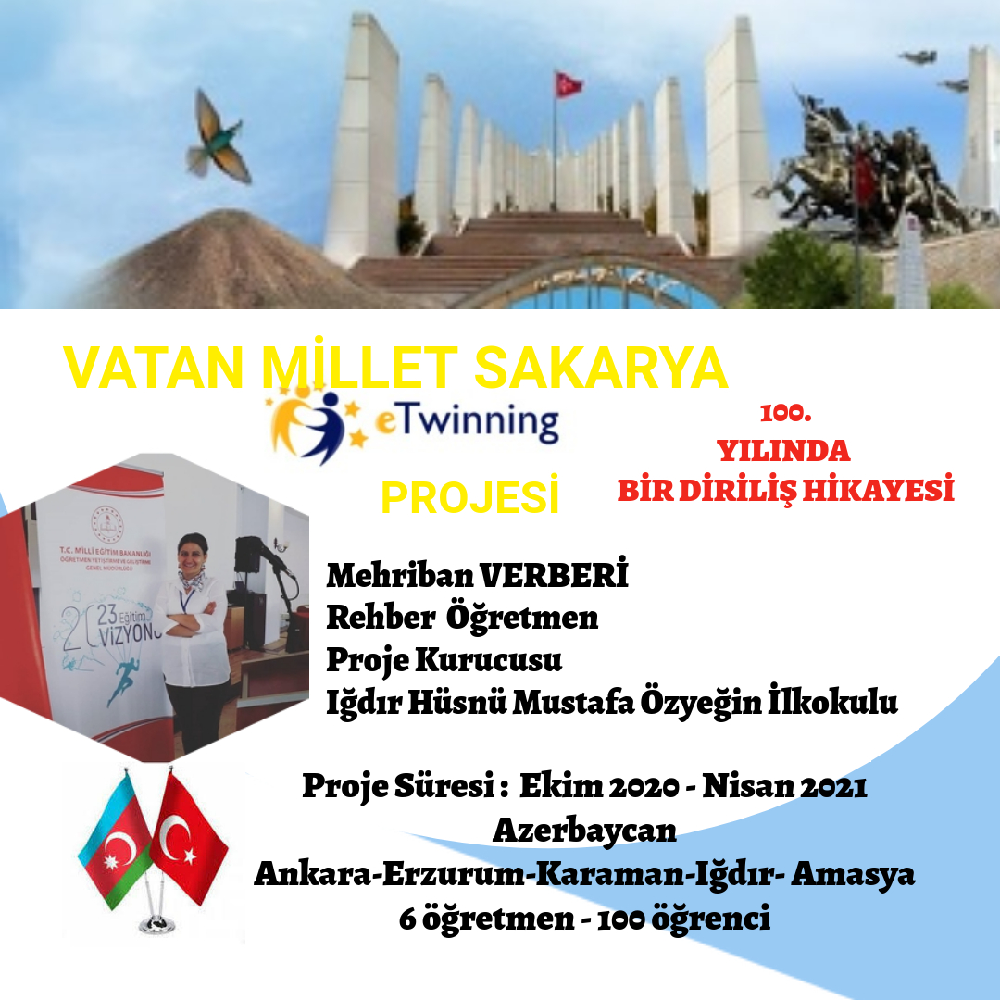 VATAN MİLLET SAKARYA
eTwinning
PROJESİ
100.
YILINDA
BİR DİRİLİŞ HİKAYESİ
T.C. MİLLİ EĞİTİM BAKANLIĞI
ÖĞRETMEN YETİŞTİRME VE GELİŞTİRME
GENEL MÜDÜRLÜĞÜ
2023 Eğitim
VİZYONU
Mehriban VERBERİ
Rehber Öğretmen
Proje Kurucusu
Iğdır Hüsnü Mustafa Özyeğin İlkokulu
Proje Süresi : Ekim 2020 - Nisan 2021
Azerbaycan
Ankara-Erzurum-Karaman-Iğdır- Amasya
6 öğretmen - 100 öğrenci